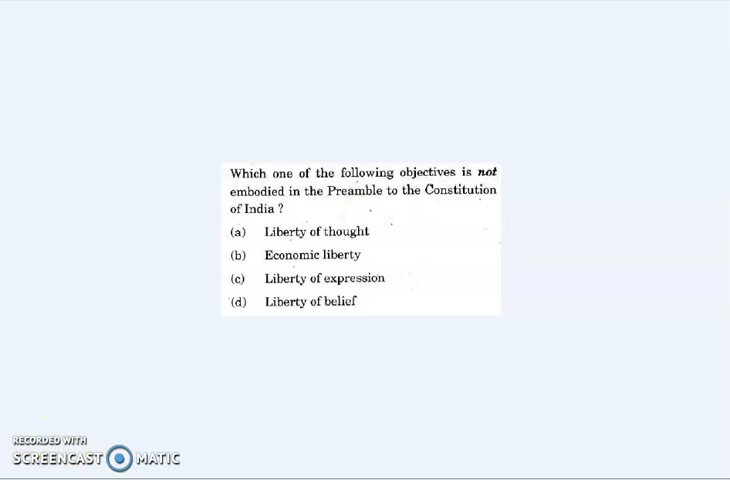 Which one of the following objectives is not
embodied in the Preamble to the Constitution
of India ?
(a) Liberty of thought
(b) Economic liberty
(c) Liberty of expression
(d) Liberty of belief
RECORDED WITH
SCREENCAST MATIC